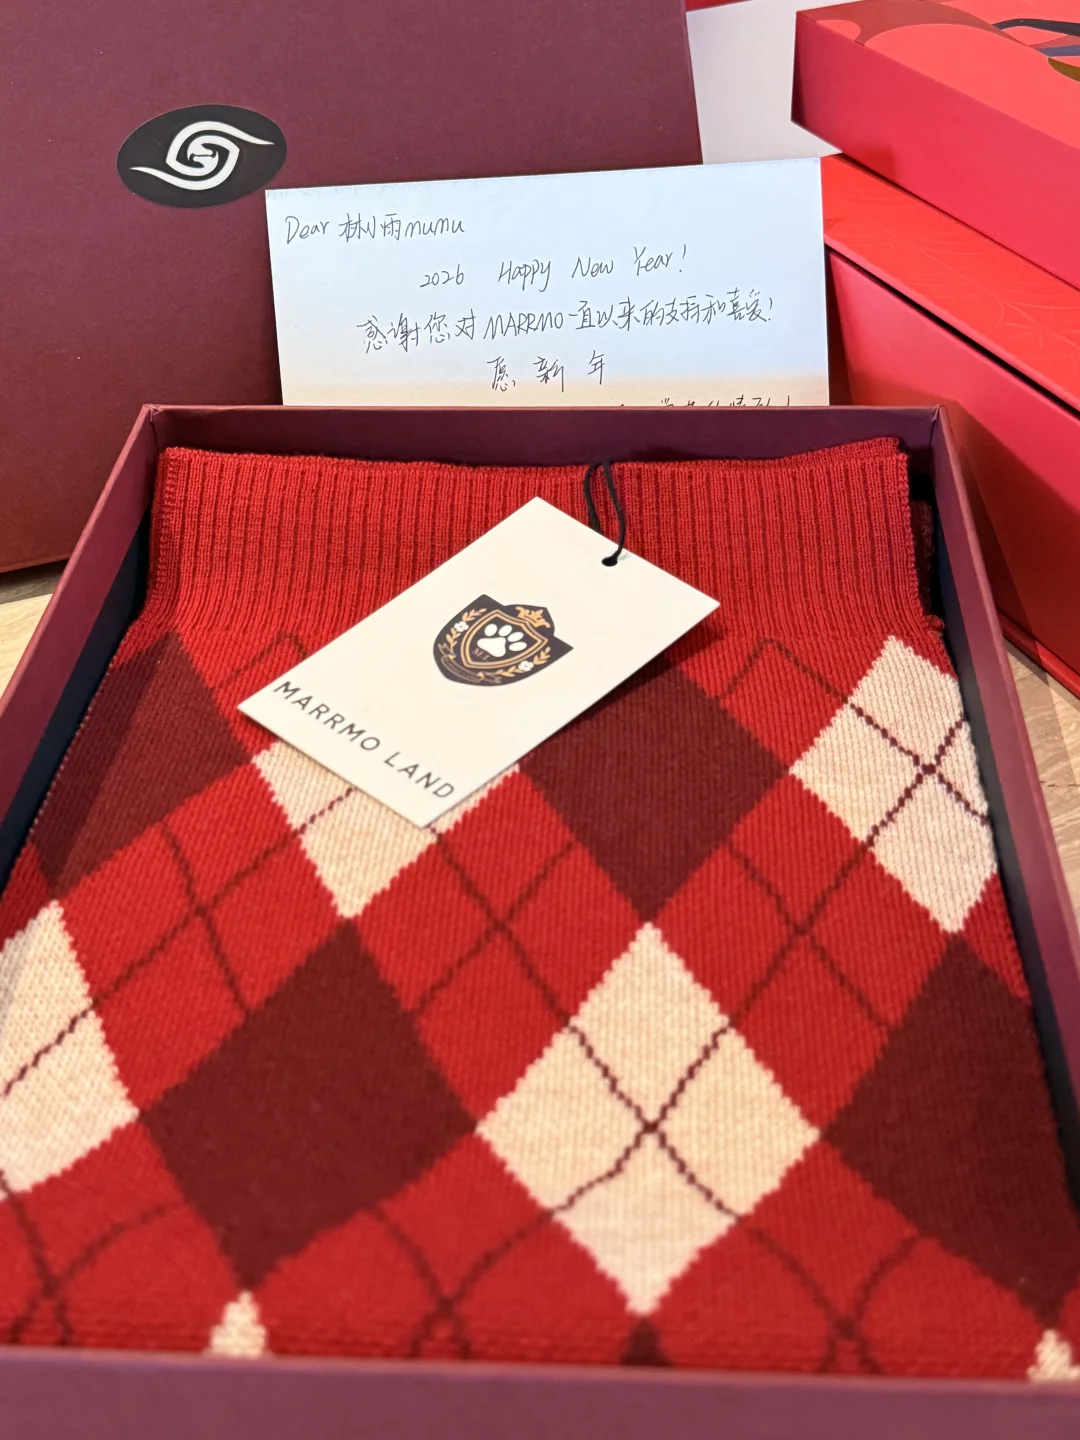 Dear 林小雨mumu
2026 Happy New Year!
感谢您对MARRMO一直以来的支持和喜爱!
愿新年
MARRMO LAND